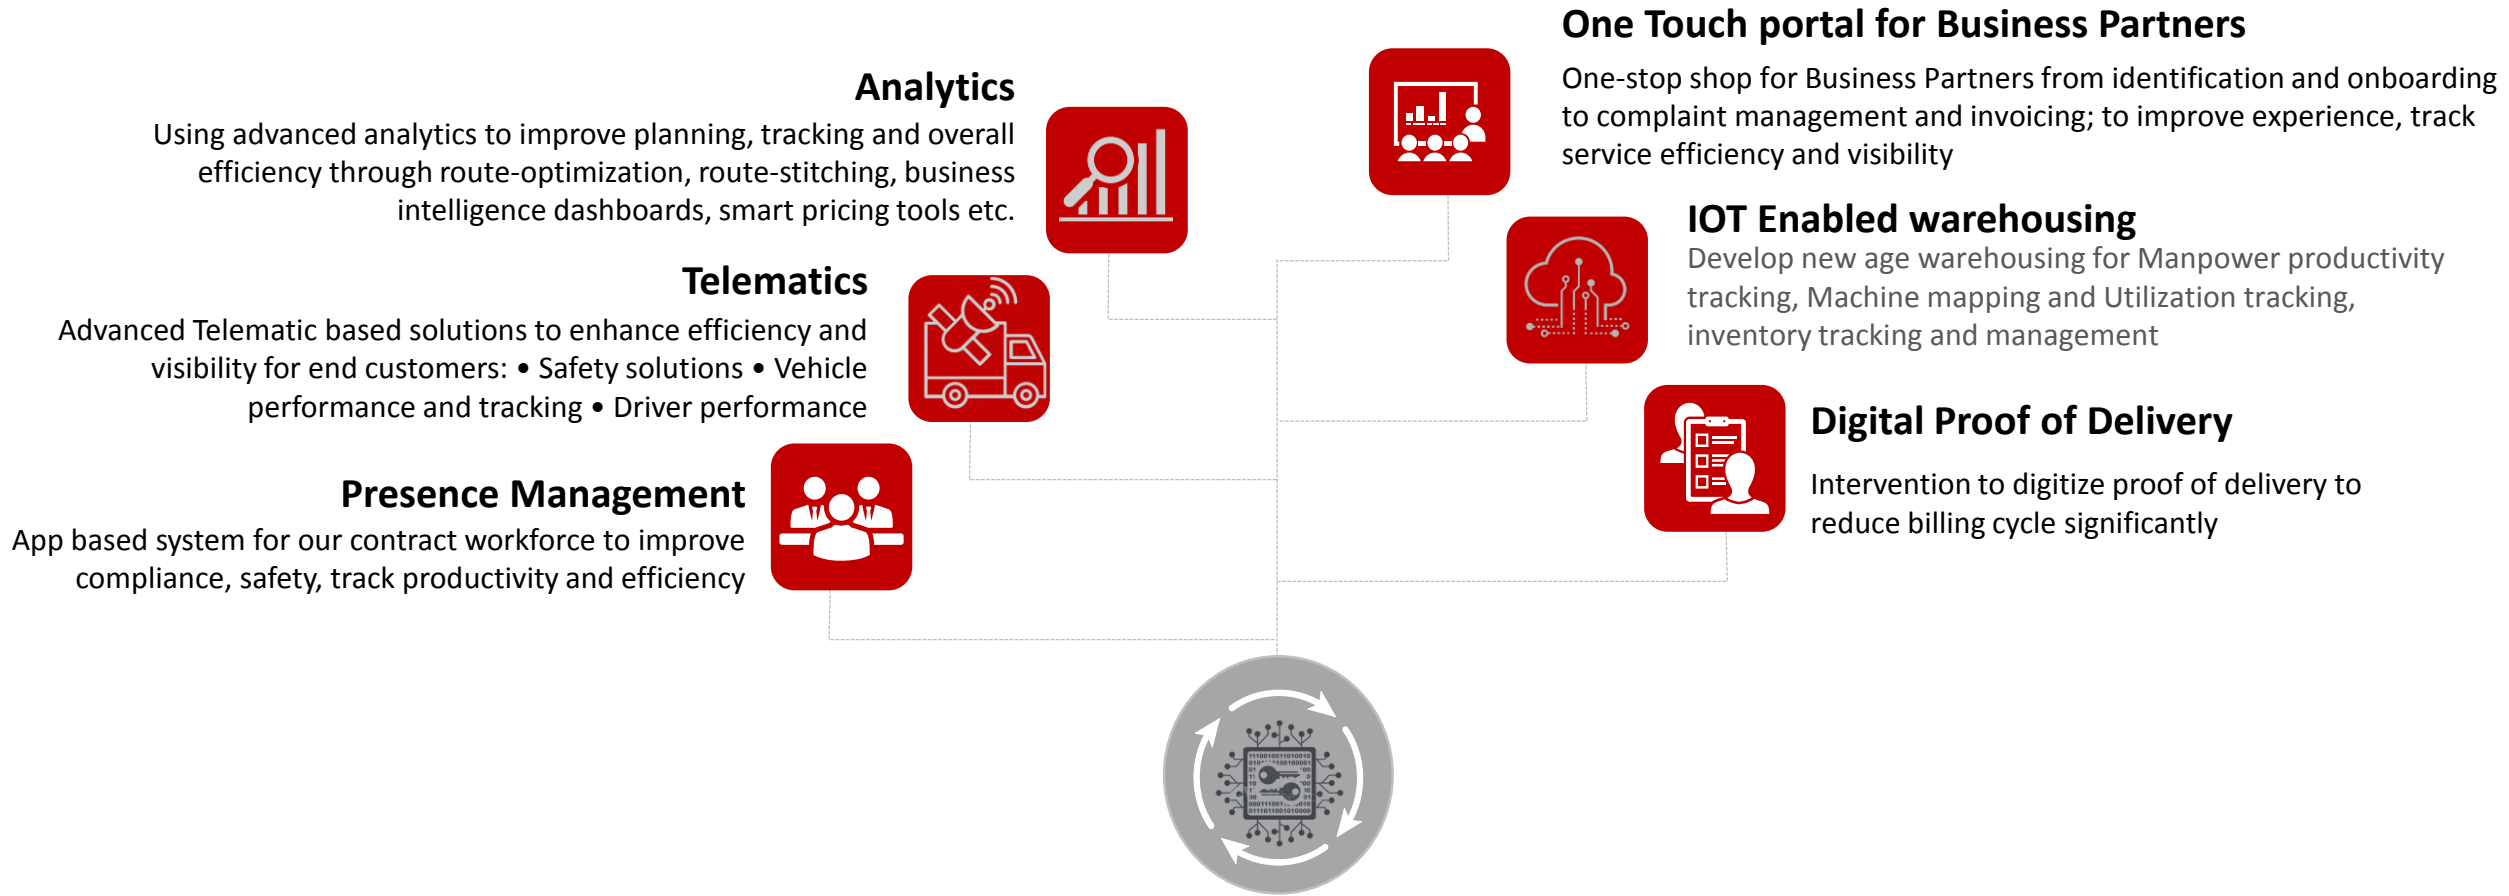 Analytics
Using advanced analytics to improve planning, tracking and overall
efficiency through route-optimization, route-stitching, business
intelligence dashboards, smart pricing tools etc.
Telematics
Advanced Telematic based solutions to enhance efficiency and
visibility for end customers: • Safety solutions • Vehicle
performance and tracking • Driver performance
Presence Management
App based system for our contract workforce to improve
compliance, safety, track productivity and efficiency
One Touch portal for Business Partners
One-stop shop for Business Partners from identification and onboarding
to complaint management and invoicing; to improve experience, track
service efficiency and visibility
IOT Enabled warehousing
Develop new age warehousing for Manpower productivity
tracking, Machine mapping and Utilization tracking,
inventory tracking and management
Digital Proof of Delivery
Intervention to digitize proof of delivery to
reduce billing cycle significantly